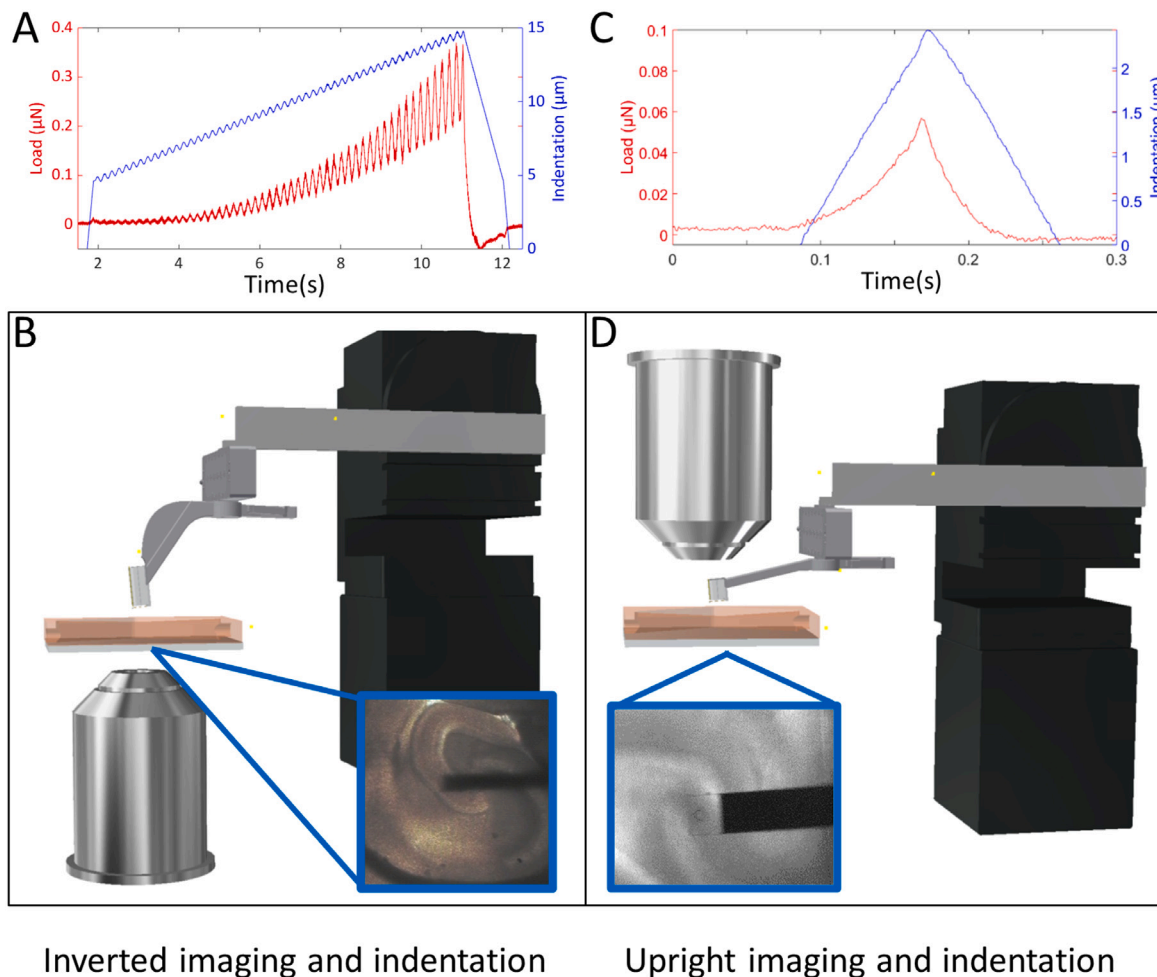 A
0.4
0.3
0.2
0.1
0
Load (µN)
15
10
5
0
Indentation (µm)
2 4 6 8 10 12
Time(s)
C
0.1
0.08
0.06
0.04
0.02
0
Load (µN)
2
1.5
1
0.5
0
Indentation (µm)
0 0.1 0.2 0.3
Time(s)
B
D
Inverted imaging and indentation
Upright imaging and indentation